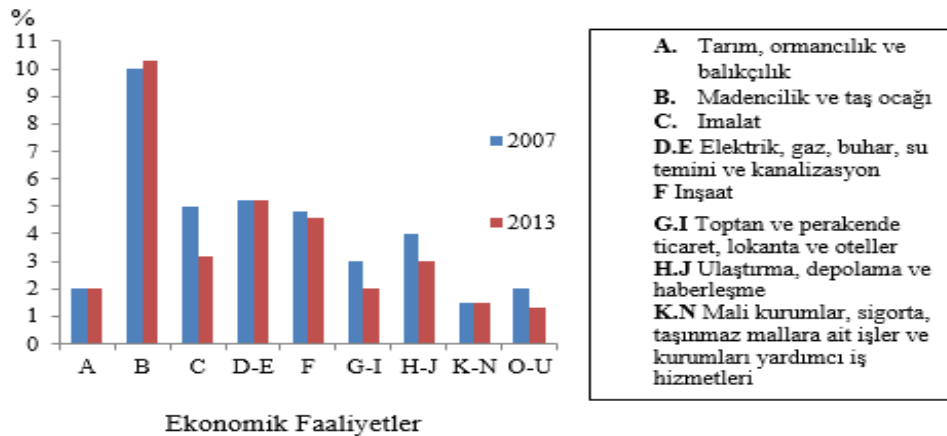 %
11
10
9
8
7
6
5
4
3
2
1
0
2007
2013
A B C D-E F G-I H-J K-N O-U
Ekonomik Faaliyetler
A. Tarım, ormancılık ve
balıkçılık
B. Madencilik ve taş ocağı
C. Imalat
D.E Elektrik, gaz, buhar, su
temini ve kanalizasyon
F Inşaat
G.I Toptan ve perakende
ticaret, lokanta ve oteller
H.J Ulaştırma, depolama ve
haberleşme
K.N Mali kurumlar, sigorta,
taşınmaz mallara ait işler ve
kurumları yardımcı iş
hizmetleri